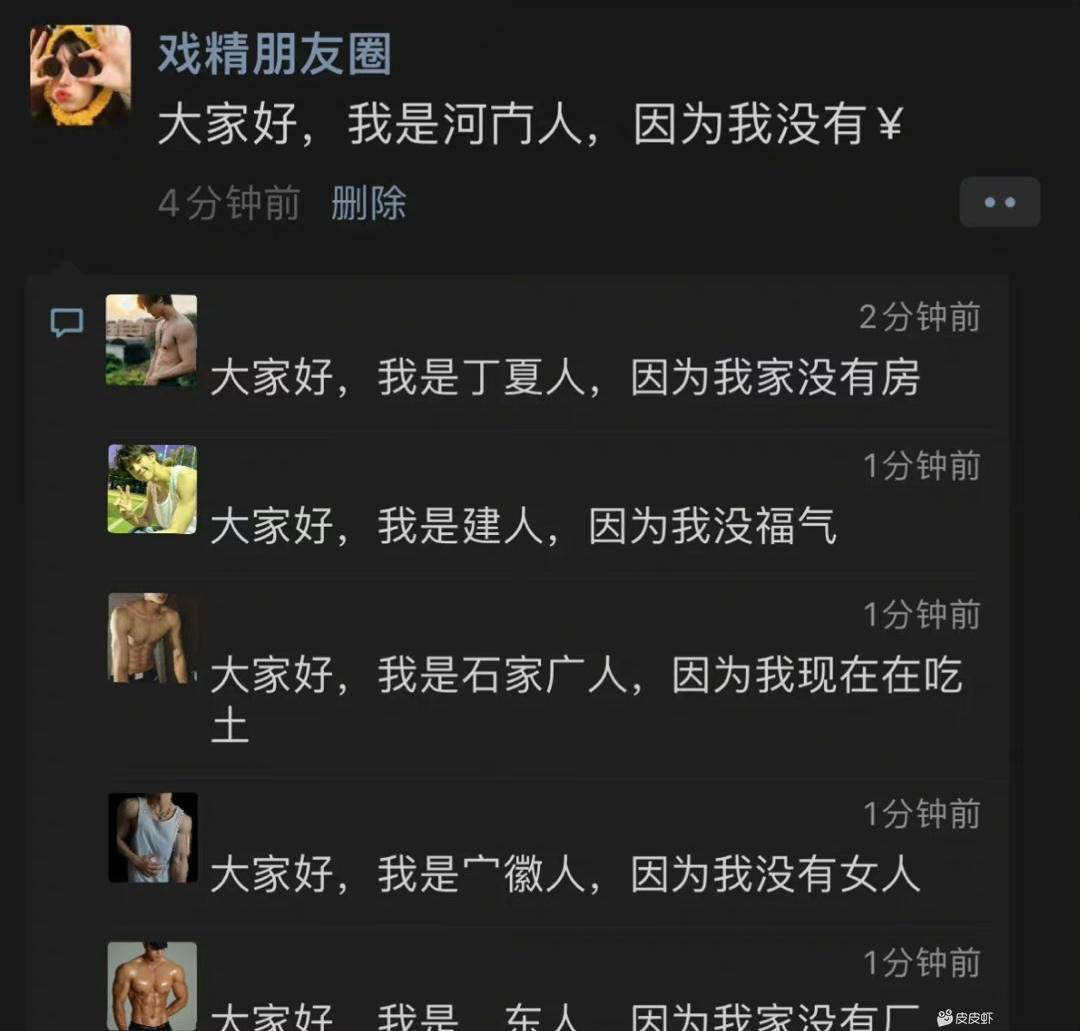 戏精朋友圈
大家好，我是河冇人，因为我没有￥
4分钟前 删除
2分钟前
大家好，我是丁夏人，因为我家没有房
1分钟前
大家好，我是建人，因为我没福气
1分钟前
大家好，我是石家广人，因为我现在在吃
土
1分钟前
大家好，我是宀徽人，因为我没有女人
1分钟前
大家好，我是 东人，因为我家没有厂
皮皮虾